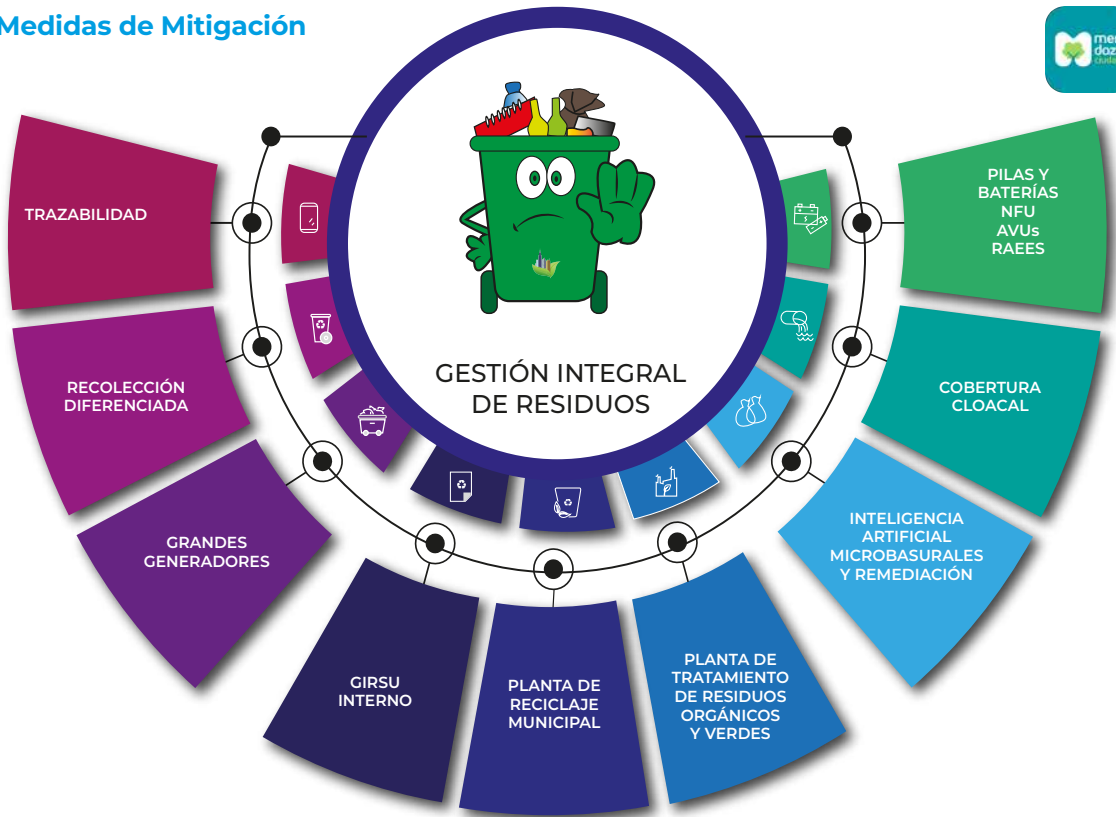 Medidas de Mitigación
GESTIÓN INTEGRAL
DE RESIDUOS
TRAZABILIDAD
RECOLECCIÓN
DIFERENCIADA
GRANDES
GENERADORES
GIRSU
INTERNO
PLANTA DE
RECICLAJE
MUNICIPAL
PLANTA DE
TRATAMIENTO
DE RESIDUOS
ORGÁNICOS
Y VERDES
INTELIGENCIA
ARTIFICIAL
MICROBASURALES
Y REMEDIACIÓN
COBERTURA
CLOACAL
PILAS Y
BATERÍAS
NFU
AVUs
RAEES